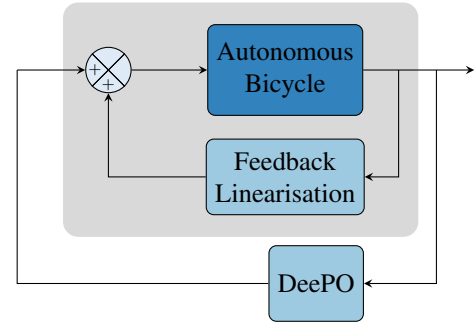 Autonomous
Bicycle
+
+
Feedback
Linearisation
DeePO